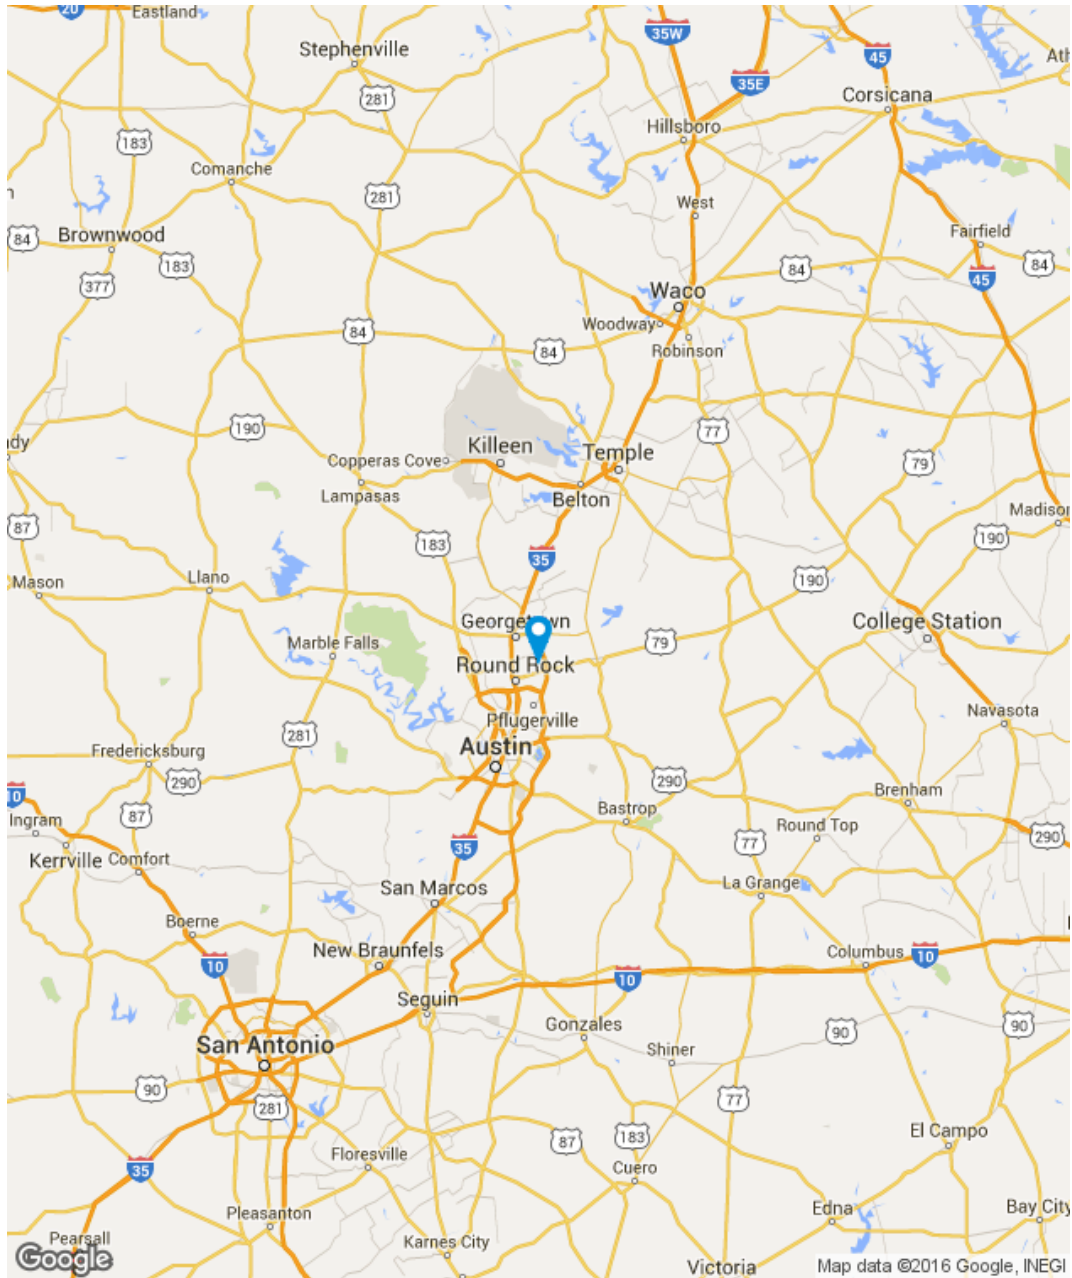 20
Eastland
35W
45
Stephenville
Ath
35E
281
Corsicana
183
Hillsboro
Comanche
281
West
84
Brownwood
183
Fairfield
84
84
377
45
Waco
84
Woodway
84
Robinson
190
77
ady
Killeen
Temple
79
Copperas Cove
Lampasas
Belton
87
Madison
183
35
190
190
Mason
Llano
Georgetown
College Station
Marble Falls
79
Round Rock
Pflugerville
Navasota
281
Fredericksburg
Austin
290
290
10
Brenham
87
Bastrop
Ingram
Round Top
290
Kerrville
Comfort
35
77
San Marcos
La Grange
Boerne
New Braunfels
Columbus
10
10
10
Seguin
Gonzales
90
90
San Antonio
Shiner
90
281
77
87
183
El Campo
35
Floresville
Cuero
Pleasanton
Edna
Bay City
Pearsall
Karnes City
Victoria
Google
Map data ©2016 Google, INEGI